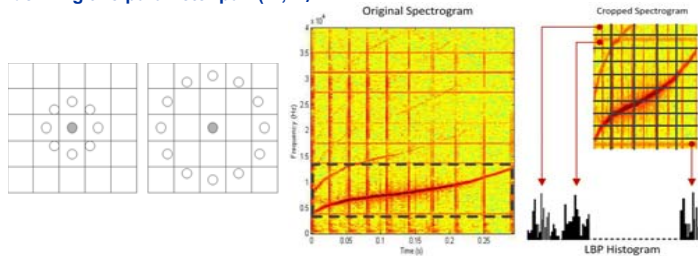 Original Spectrogram
Cropped Spectrogram
x 10⁴
4
3.5
3
2.5
2
1.5
1
0.5
0
Frequency (Hz)
0
0.05
0.1
0.15
0.2
0.25
Time (s)
LBP Histogram